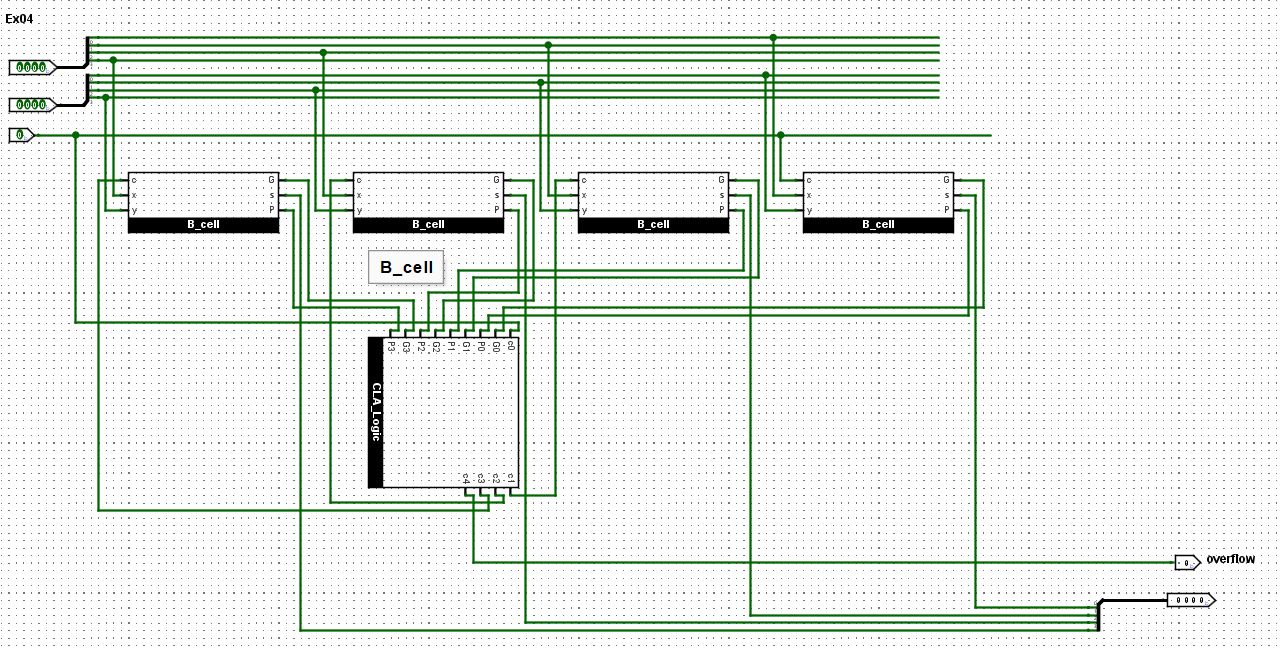 Ex04
0000
0000
0
c G c G c G c G
x s x s x s x s
y P y P y P y P
B_cell B_cell B_cell B_cell
B_cell
P3 G3 P2 G2 P1 G1 P0 G0 c0
CLA_Logic
c4 c3 c2 c1
0 overflow
0000